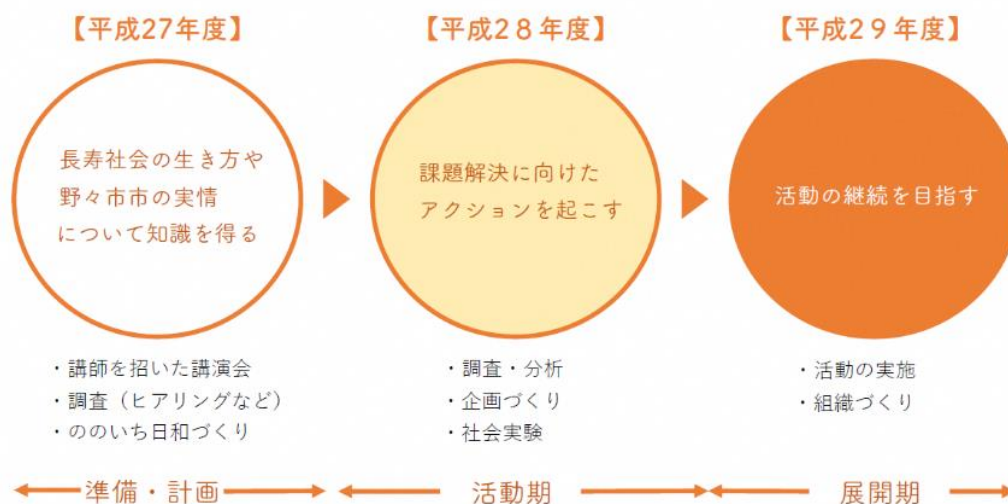 【平成27年度】
長寿社会の生き方や
野々市市の実情
について知識を得る
・講師を招いた講演会
・調査（ヒアリングなど）
・ののいち日和づくり
準備・計画
【平成２８年度】
課題解決に向けた
アクションを起こす
・調査・分析
・企画づくり
・社会実験
活動期
【平成２９年度】
活動の継続を目指す
・活動の実施
・組織づくり
展開期